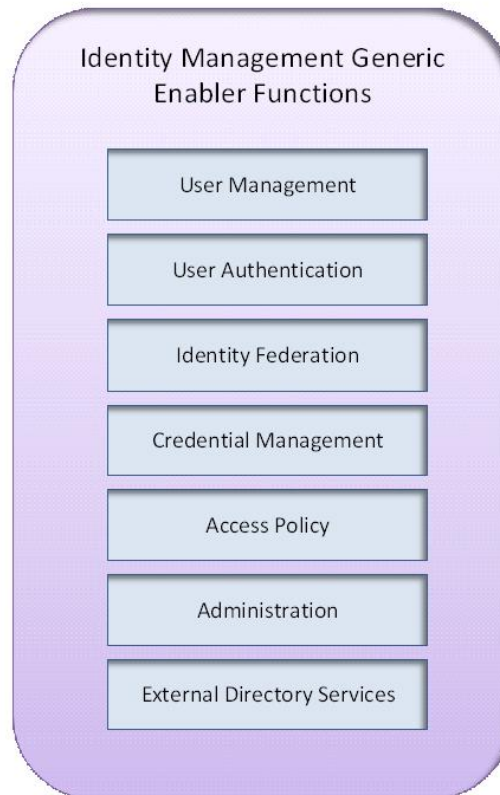 Identity Management Generic
Enabler Functions
User Management
User Authentication
Identity Federation
Credential Management
Access Policy
Administration
External Directory Services